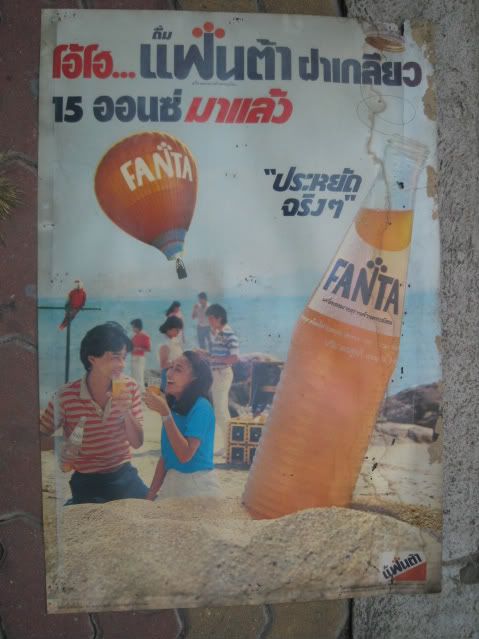 โอ้โฮ... ดื่ม แฟนต้า ฝาเกลียว
15 ออนซ์ มาแล้ว
FANTA
"ประหยัด
จริงๆ"
FANTA
แฟนต้า